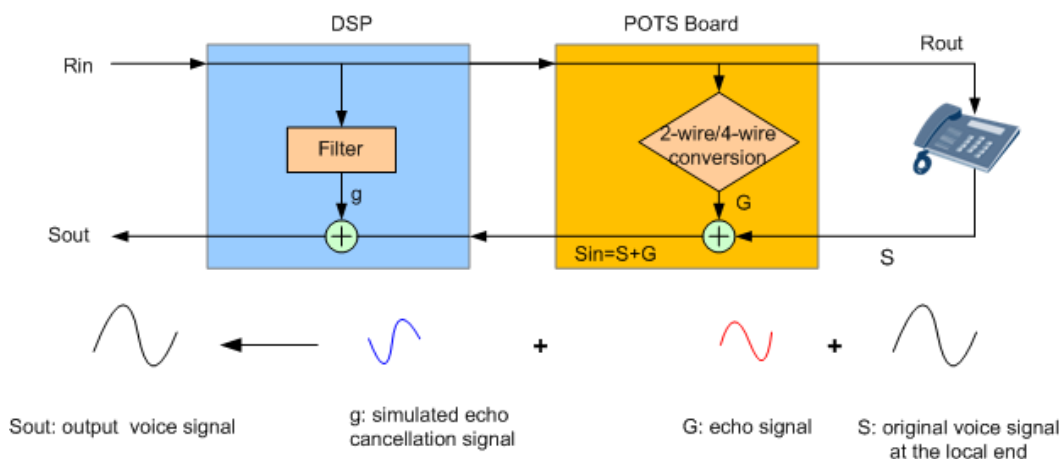 DSP
POTS Board
Rin
Rout
Filter
2-wire/4-wire
conversion
g
G
Sout
Sin=S+G
S
+
+
Sout: output voice signal
g: simulated echo
cancellation signal
G: echo signal
S: original voice signal
at the local end